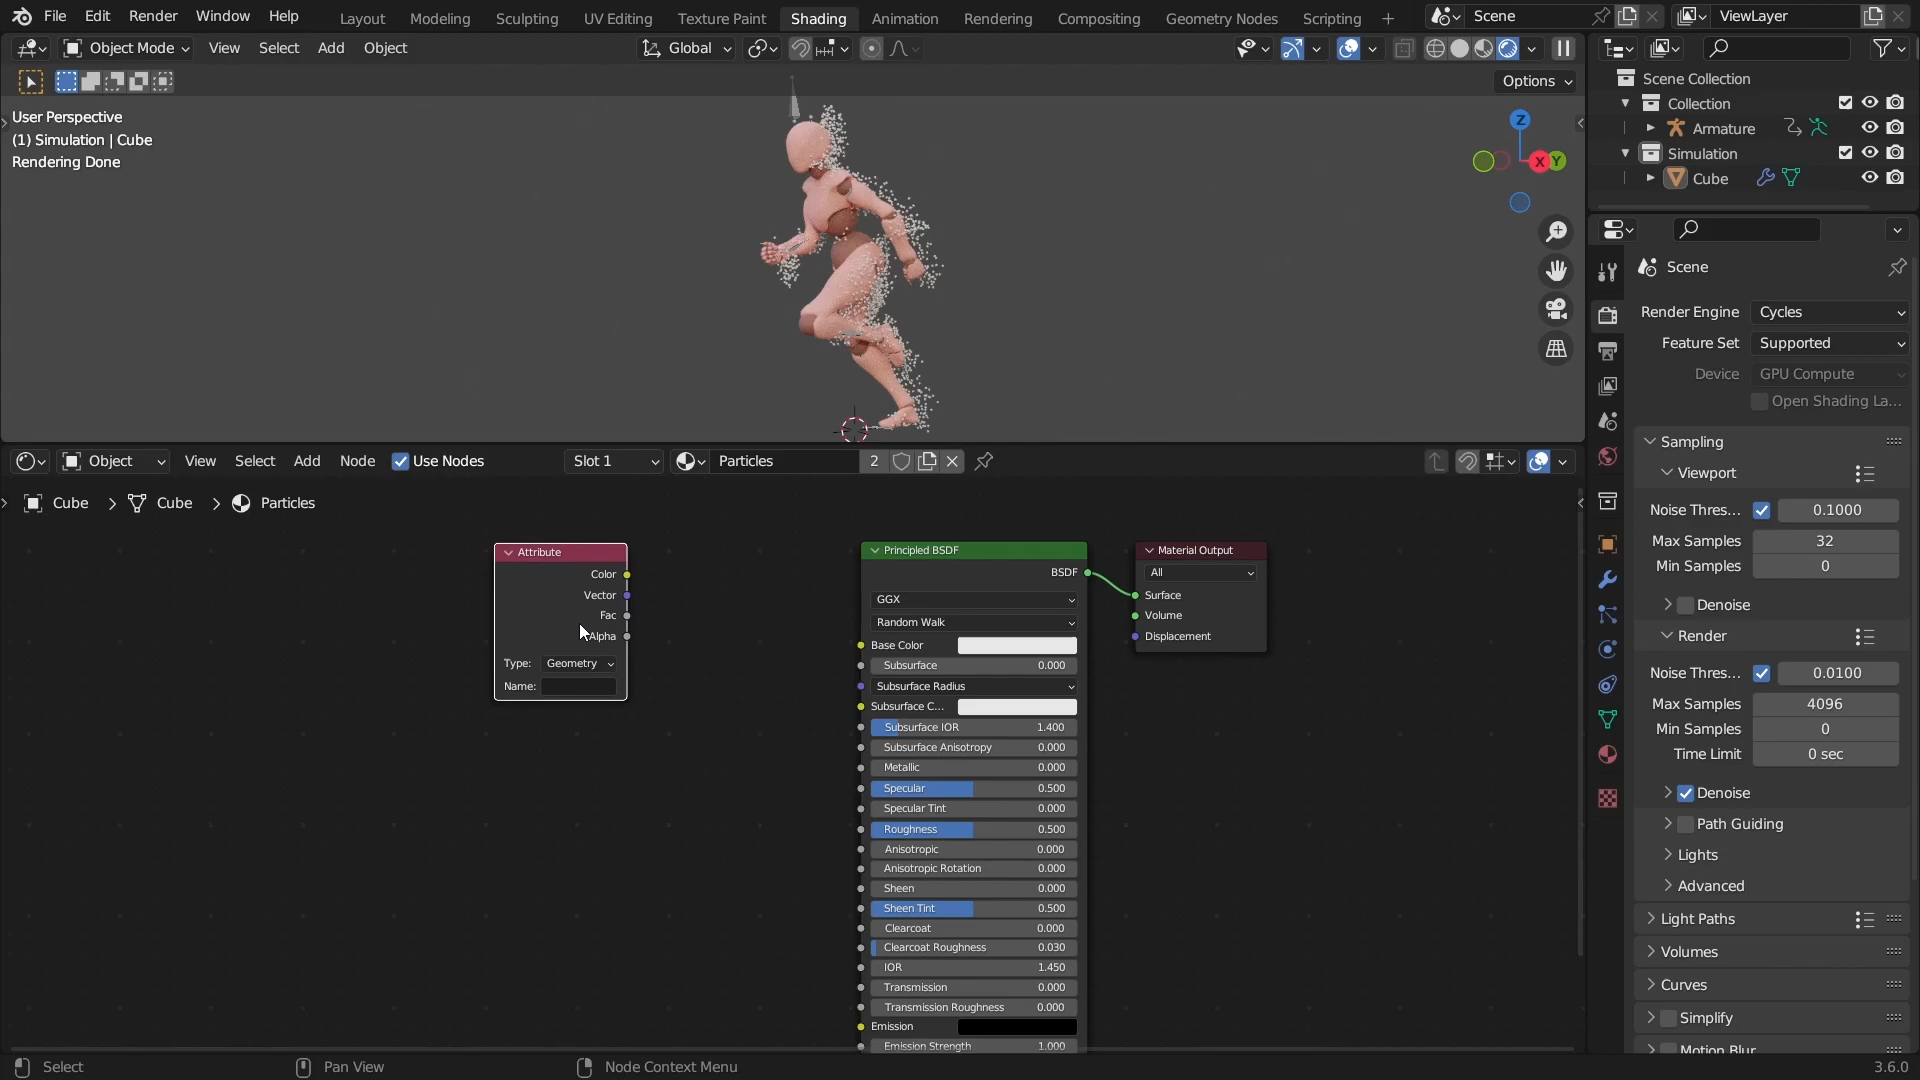 File Edit Render Window Help Layout Modeling Sculpting UV Editing Texture Paint Shading Animation Rendering Compositing Geometry Nodes Scripting + Scene ViewLayer
Object Mode View Select Add Object Global
Options
User Perspective
(1) Simulation | Cube
Rendering Done
Z
X Y
Scene Collection
Collection
Armature
Simulation
Cube
Scene
Render Engine Cycles
Feature Set Supported
Device GPU Compute
Open Shading La...
Sampling
Viewport
Noise Thres... 0.1000
Max Samples 32
Min Samples 0
Denoise
Render
Noise Thres... 0.0100
Max Samples 4096
Min Samples 0
Time Limit 0 sec
Denoise
Path Guiding
Lights
Advanced
Light Paths
Volumes
Curves
Simplify
Motion Blur
Object View Select Add Node Use Nodes Slot 1 Particles 2
Cube > Cube > Particles
Attribute
Color
Vector
Fac
Alpha
Type: Geometry
Name:
Principled BSDF
BSDF
GGX
Random Walk
Base Color
Subsurface 0.000
Subsurface Radius
Subsurface C...
Subsurface IOR 1.400
Subsurface Anisotropy 0.000
Metallic 0.000
Specular 0.500
Specular Tint 0.000
Roughness 0.500
Anisotropic 0.000
Anisotropic Rotation 0.000
Sheen 0.000
Sheen Tint 0.500
Clearcoat 0.000
Clearcoat Roughness 0.030
IOR 1.450
Transmission 0.000
Transmission Roughness 0.000
Emission
Emission Strength 1.000
Material Output
All
Surface
Volume
Displacement
Select Pan View Node Context Menu 3.6.0